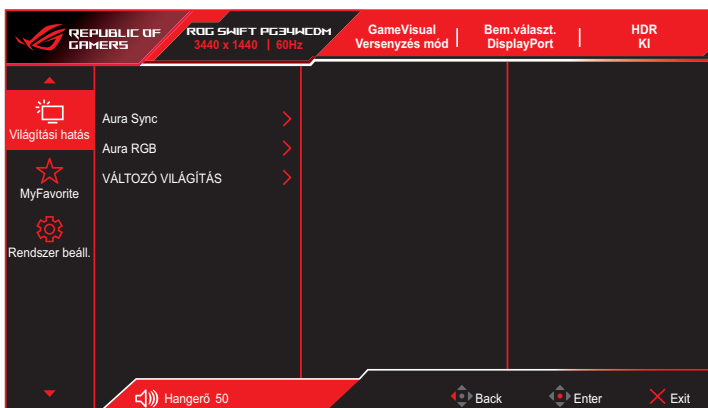 REPUBLIC OF
GAMERS
ROG SWIFT PG34WCDM
3440 x 1440 | 60Hz
GameVisual
Versenyzés mód
Bem.választ.
DisplayPort
HDR
KI
Világítási hatás
MyFavorite
Rendszer beáll.
Aura Sync
Aura RGB
VÁLTOZÓ VILÁGÍTÁS
Hangerő 50
Back
Enter
Exit